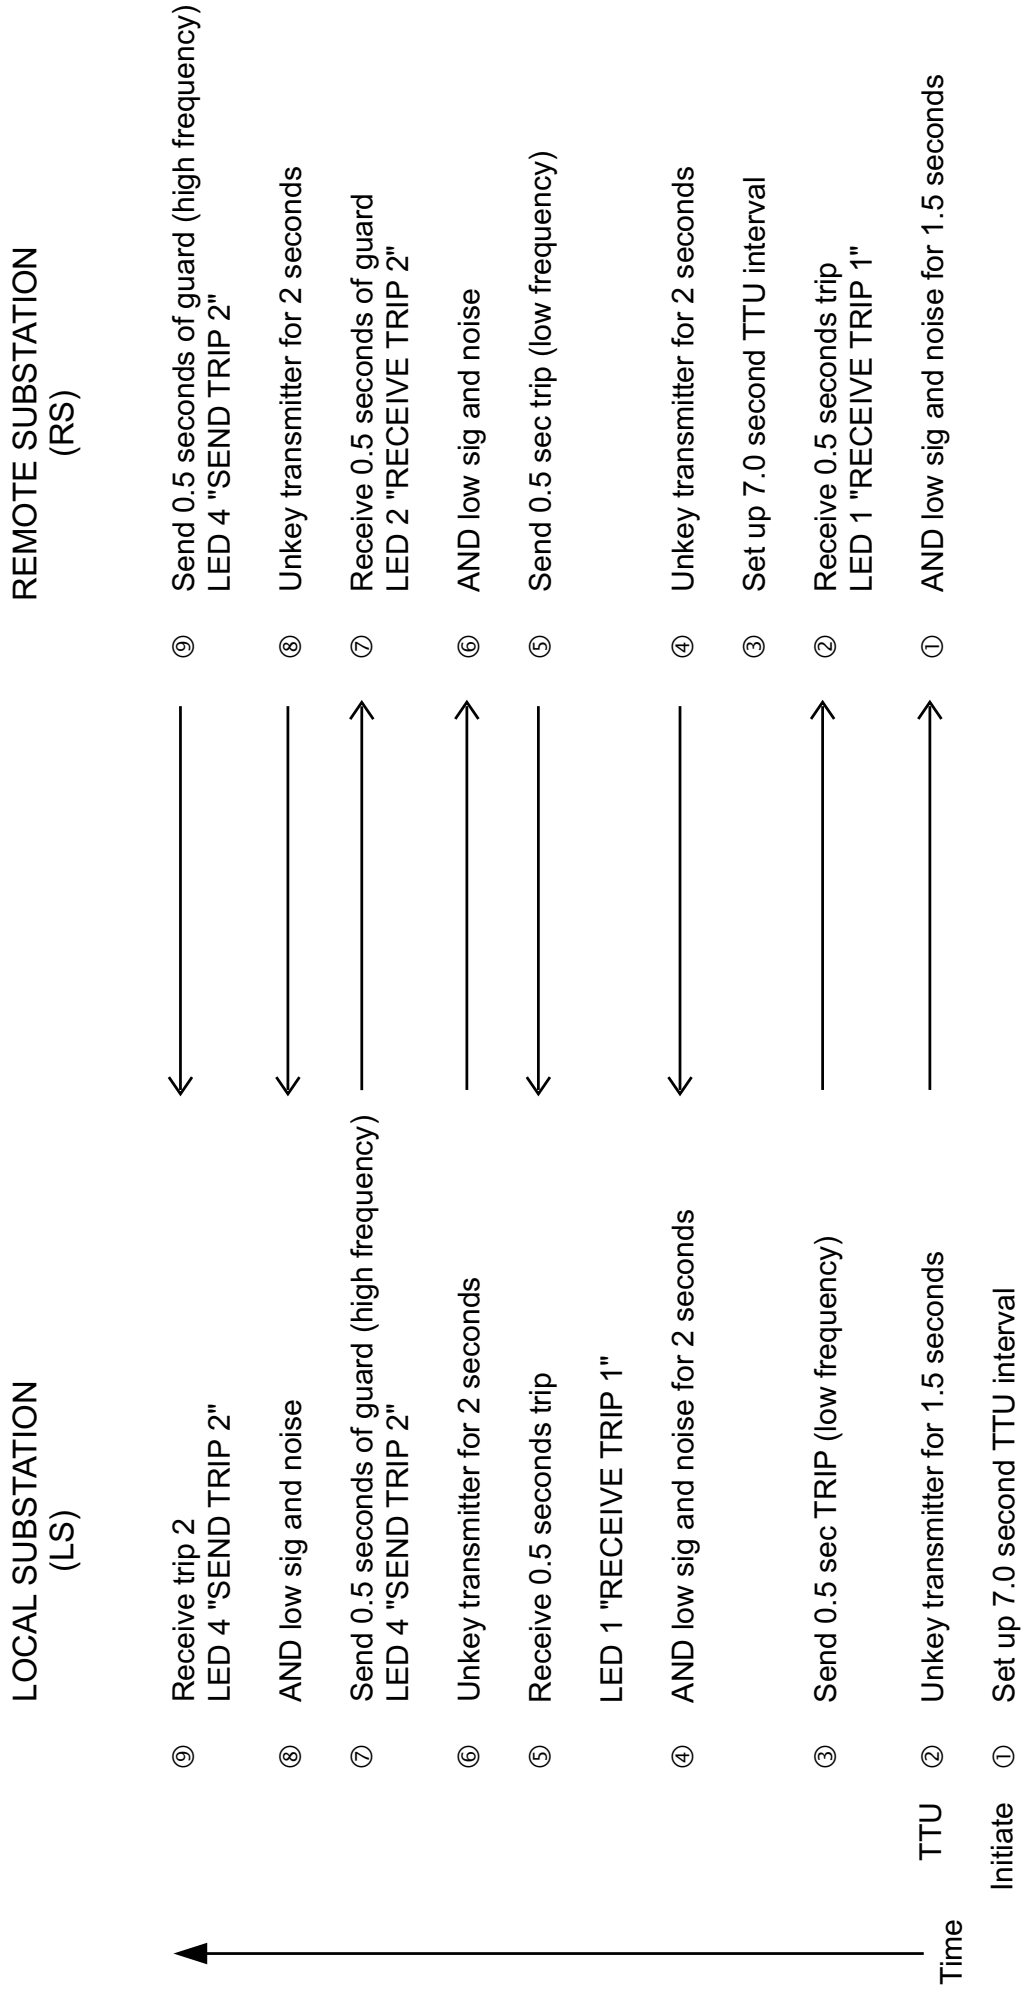 LOCAL SUBSTATION
(LS)
⑨ Receive trip 2
LED 4 "SEND TRIP 2"
⑧ AND low sig and noise
⑦ Send 0.5 seconds of guard (high frequency)
LED 4 "SEND TRIP 2"
⑥ Unkey transmitter for 2 seconds
⑤ Receive 0.5 seconds trip
LED 1 "RECEIVE TRIP 1"
④ AND low sig and noise for 2 seconds
③ Send 0.5 sec TRIP (low frequency)
TTU ② Unkey transmitter for 1.5 seconds
Initiate ① Set up 7.0 second TTU interval
Time
REMOTE SUBSTATION
(RS)
⑨ Send 0.5 seconds of guard (high frequency)
LED 4 "SEND TRIP 2"
⑧ Unkey transmitter for 2 seconds
⑦ Receive 0.5 seconds of guard
LED 2 "RECEIVE TRIP 2"
⑥ AND low sig and noise
⑤ Send 0.5 sec trip (low frequency)
④ Unkey transmitter for 2 seconds
③ Set up 7.0 second TTU interval
② Receive 0.5 seconds trip
LED 1 "RECEIVE TRIP 1"
① AND low sig and noise for 1.5 seconds